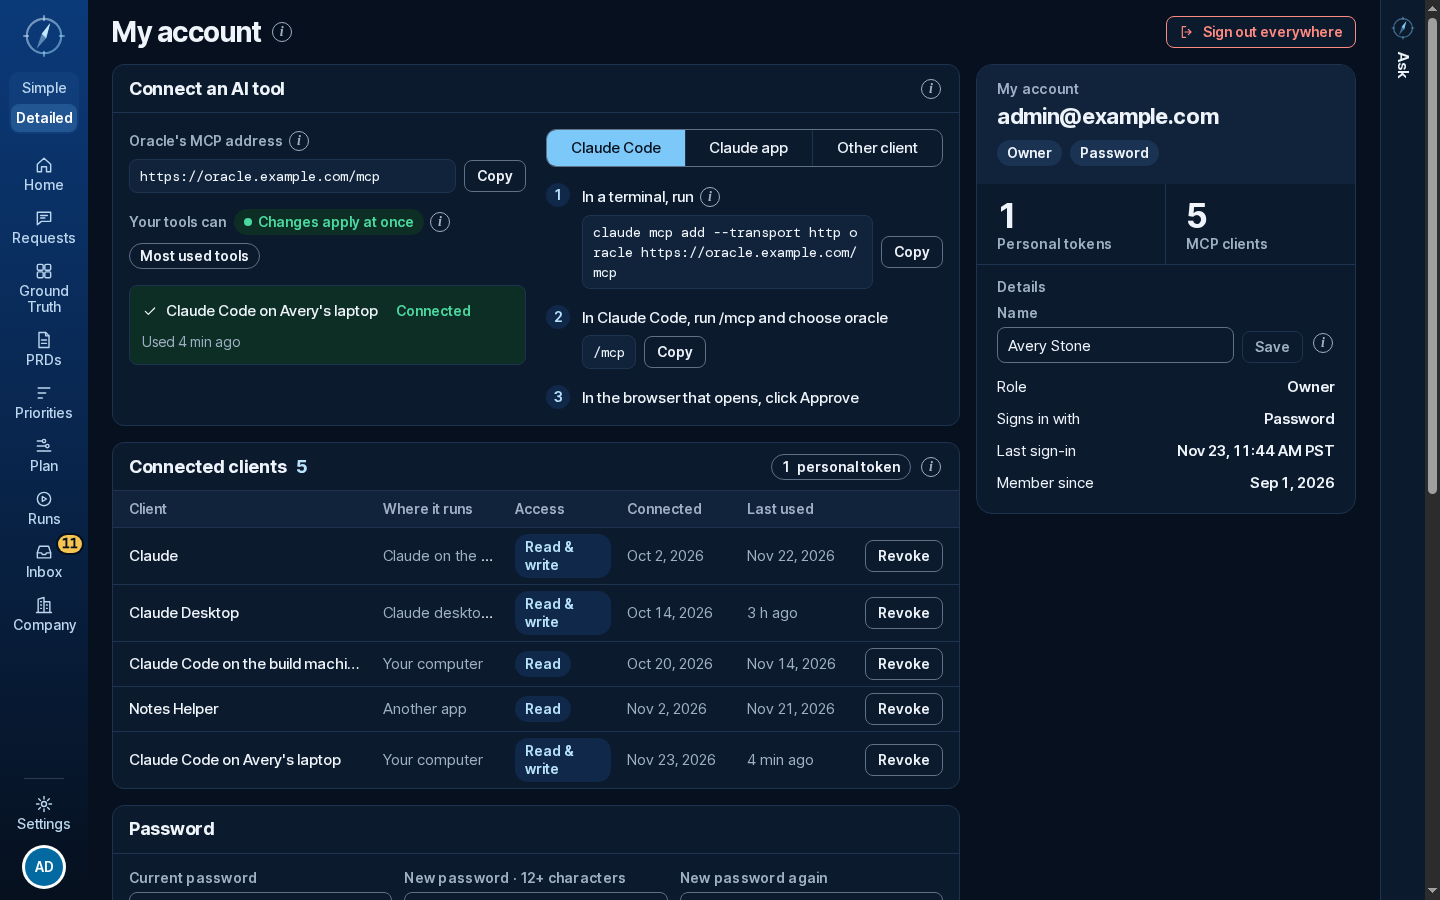 Simple
Detailed
Home
Requests
Ground
Truth
PRDs
Priorities
Plan
Runs
11
Inbox
Company
Settings
AD
My account
Sign out everywhere
Connect an AI tool
Oracle's MCP address
https://oracle.example.com/mcp
Copy
Your tools can
Changes apply at once
Most used tools
Claude Code on Avery's laptop
Connected
Used 4 min ago
Claude Code
Claude app
Other client
1
In a terminal, run
claude mcp add --transport http o
racle https://oracle.example.com/
mcp
Copy
2
In Claude Code, run /mcp and choose oracle
/mcp
Copy
3
In the browser that opens, click Approve
Connected clients 5
1 personal token
Client Where it runs Access Connected Last used
Claude Claude on the ... Read & write Oct 2, 2026 Nov 22, 2026 Revoke
Claude Desktop Claude deskto... Read & write Oct 14, 2026 3 h ago Revoke
Claude Code on the build machi... Your computer Read Oct 20, 2026 Nov 14, 2026 Revoke
Notes Helper Another app Read Nov 2, 2026 Nov 21, 2026 Revoke
Claude Code on Avery's laptop Your computer Read & write Nov 23, 2026 4 min ago Revoke
Password
Current password
New password · 12+ characters
New password again
My account
admin@example.com
Owner
Password
1
Personal tokens
5
MCP clients
Details
Name
Avery Stone
Save
Role Owner
Signs in with Password
Last sign-in Nov 23, 11:44 AM PST
Member since Sep 1, 2026
Ask